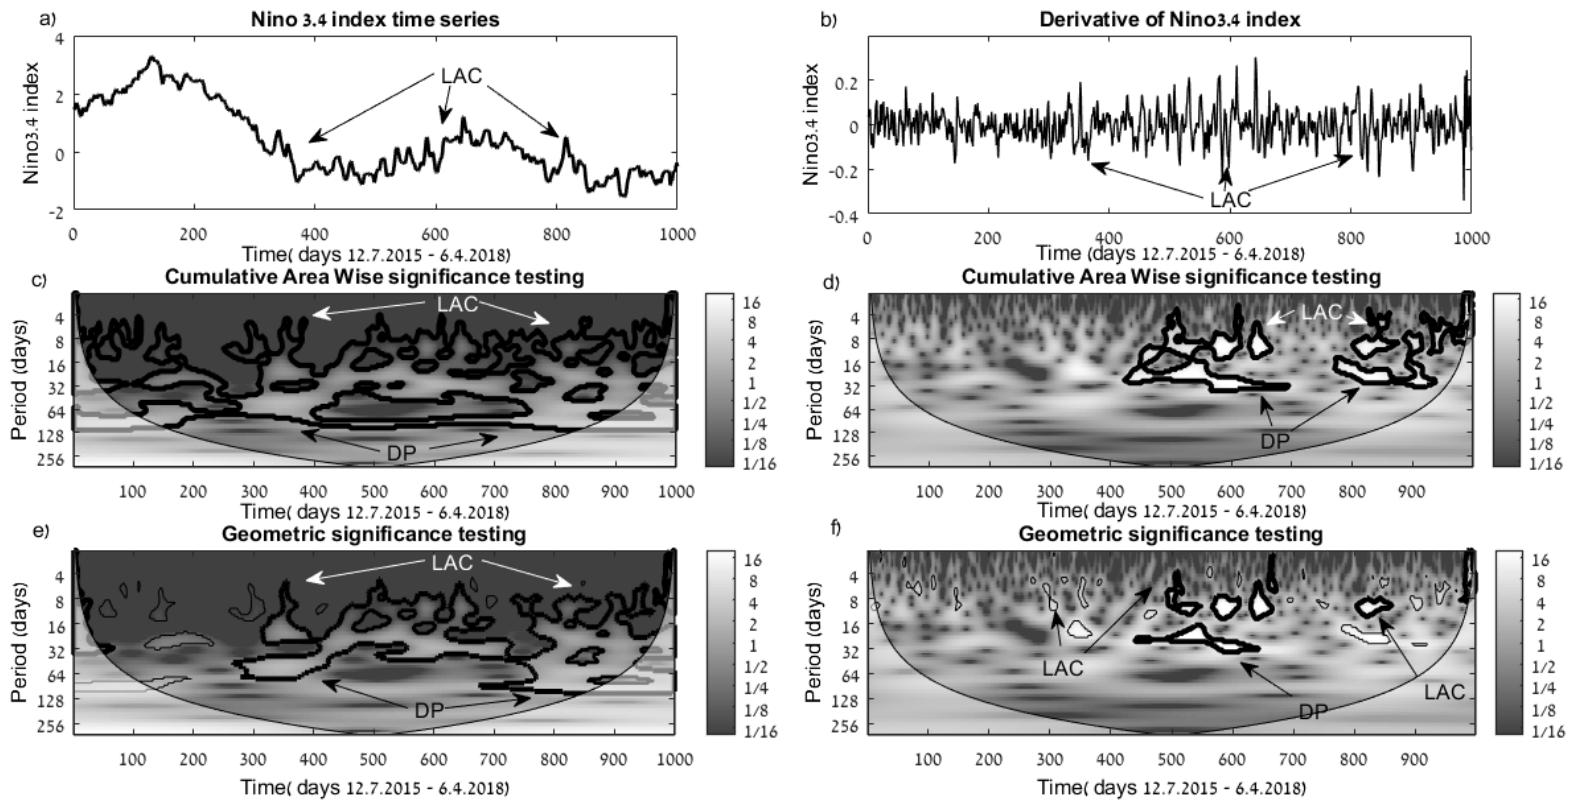 a) Nino 3.4 index time series
4
2
0
-2
Nino3.4 index
LAC
0 200 400 600 800 1000
Time( days 12.7.2015 - 6.4.2018)
b) Derivative of Nino3.4 index
0.2
0
-0.2
-0.4
Nino3.4 index
LAC
0 200 400 600 800 1000
Time (days 12.7.2015 - 6.4.2018)
c) Cumulative Area Wise significance testing
4
8
16
32
64
128
256
Period (days)
LAC
DP
16
8
4
2
1
1/2
1/4
1/8
1/16
100 200 300 400 500 600 700 800 900 1000
Time( days 12.7.2015 - 6.4.2018)
d) Cumulative Area Wise significance testing
4
8
16
32
64
128
256
Period (days)
LAC
DP
16
8
4
2
1
1/2
1/4
1/8
1/16
100 200 300 400 500 600 700 800 900
Time( days 12.7.2015 - 6.4.2018)
e) Geometric significance testing
4
8
16
32
64
128
256
Period (days)
LAC
DP
16
8
4
2
1
1/2
1/4
1/8
1/16
100 200 300 400 500 600 700 800 900 1000
Time( days 12.7.2015 - 6.4.2018)
f) Geometric significance testing
4
8
16
32
64
128
256
Period (days)
LAC
LAC
DP
16
8
4
2
1
1/2
1/4
1/8
1/16
100 200 300 400 500 600 700 800 900
Time( days 12.7.2015 - 6.4.2018)